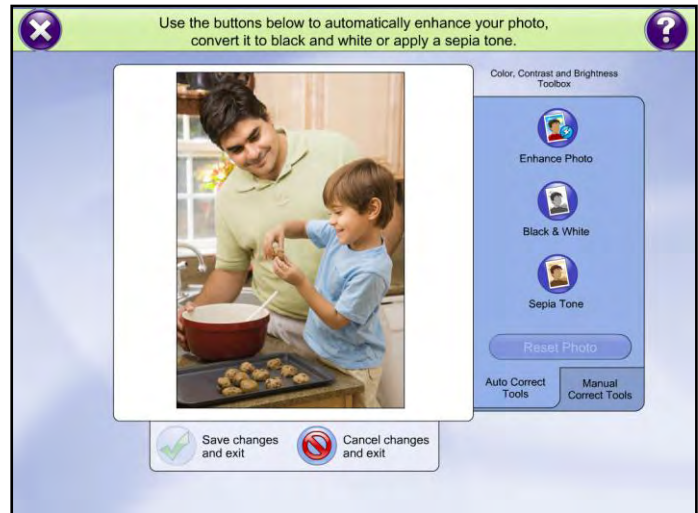 Use the buttons below to automatically enhance your photo,
convert it to black and white or apply a sepia tone.
?
Color, Contrast and Brightness
Toolbox
Enhance Photo
Black & White
Sepia Tone
Reset Photo
Auto Correct
Tools
Manual
Correct Tools
Save changes
and exit
Cancel changes
and exit